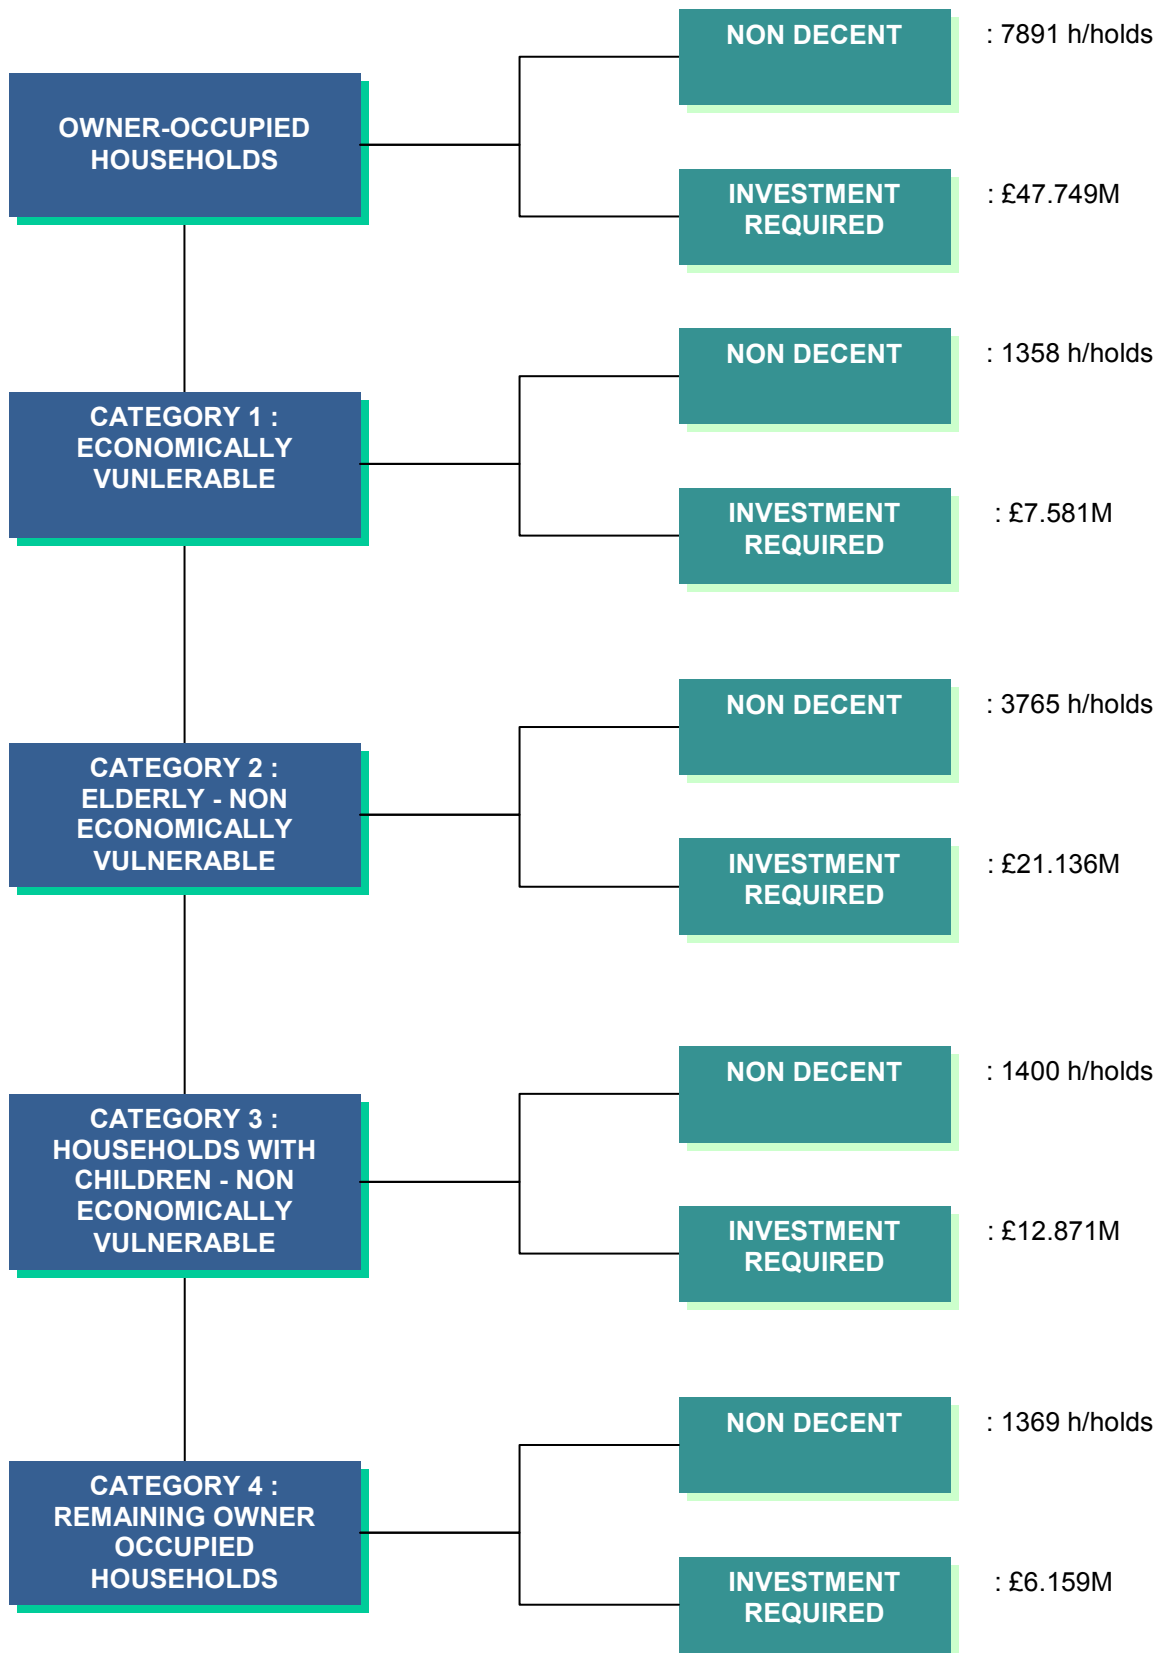 OWNER-OCCUPIED
HOUSEHOLDS
NON DECENT
: 7891 h/holds
INVESTMENT
REQUIRED
: £47.749M
CATEGORY 1 :
ECONOMICALLY
VUNLERABLE
NON DECENT
: 1358 h/holds
INVESTMENT
REQUIRED
: £7.581M
CATEGORY 2 :
ELDERLY - NON
ECONOMICALLY
VULNERABLE
NON DECENT
: 3765 h/holds
INVESTMENT
REQUIRED
: £21.136M
CATEGORY 3 :
HOUSEHOLDS WITH
CHILDREN - NON
ECONOMICALLY
VULNERABLE
NON DECENT
: 1400 h/holds
INVESTMENT
REQUIRED
: £12.871M
CATEGORY 4 :
REMAINING OWNER
OCCUPIED
HOUSEHOLDS
NON DECENT
: 1369 h/holds
INVESTMENT
REQUIRED
: £6.159M